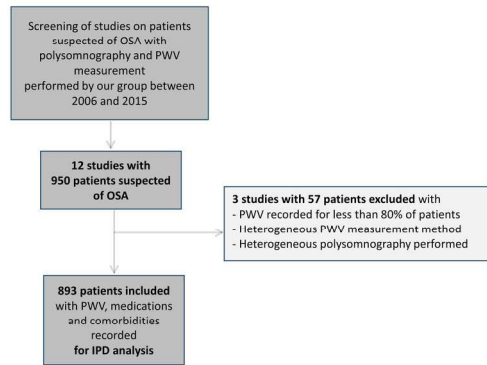 Screening of studies on patients
suspected of OSA with
polysomnography and PWV
measurement
performed by our group between
2006 and 2015
12 studies with
950 patients suspected
of OSA
3 studies with 57 patients excluded with
- PWV recorded for less than 80% of patients
- Heterogeneous PWV measurement method
- Heterogeneous polysomnography performed
893 patients included
with PWV, medications
and comorbidities
recorded
for IPD analysis